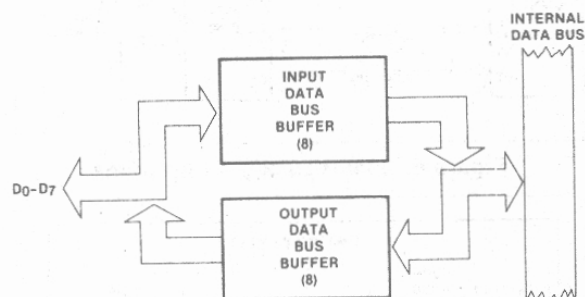 INTERNAL
DATA BUS
INPUT
DATA
BUS
BUFFER
(8)
D0-D7
OUTPUT
DATA
BUS
BUFFER
(8)